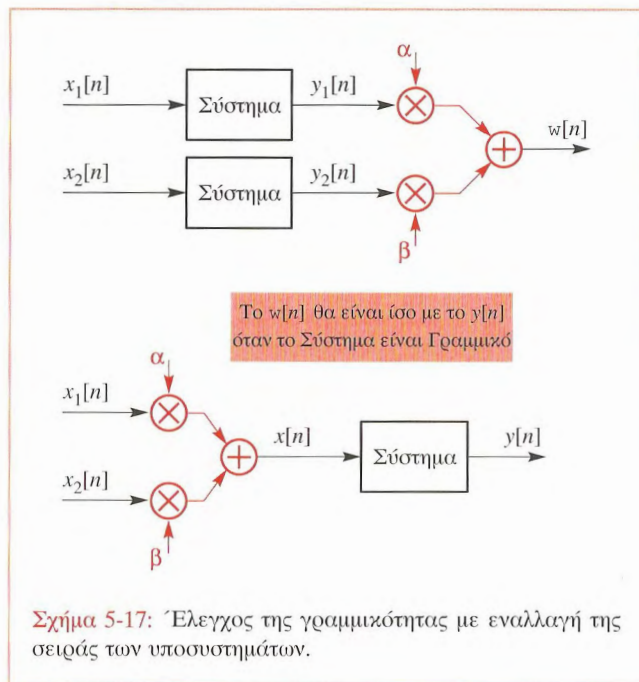 α
x₁[n] Σύστημα y₁[n]
w[n]
x₂[n] Σύστημα y₂[n]
β
Το w[n] θα είναι ίσο με το y[n]
όταν το Σύστημα είναι Γραμμικό
α
x₁[n]
x[n] Σύστημα y[n]
x₂[n]
β
Σχήμα 5-17: Έλεγχος της γραμμικότητας με εναλλαγή της
σειράς των υποσυστημάτων.